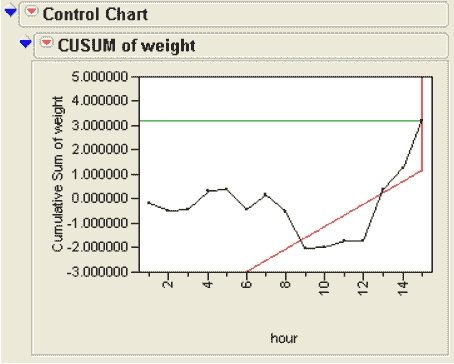 Control Chart
CUSUM of weight
Cumulative Sum of weight
5.000000
4.000000
3.000000
2.000000
1.000000
0.000000
-1.000000
-2.000000
-3.000000
2 4 6 8 10 12 14
hour